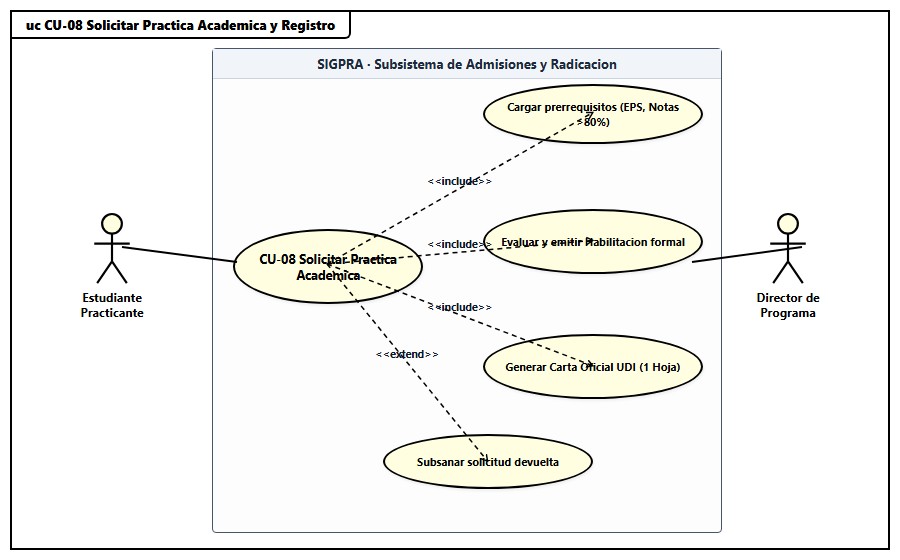 uc CU-08 Solicitar Practica Academica y Registro
SIGPRA · Subsistema de Admisiones y Radicacion
Cargar prerrequisitos (EPS, Notas
80%)
<<include>>
Evaluar y emitir Habilitacion formal
<<include>>
CU-08 Solicitar Practica
Academica
Estudiante
Practicante
Director de
Programa
<<include>>
<<extend>>
Generar Carta Oficial UDI (1 Hoja)
Subsanar solicitud devuelta